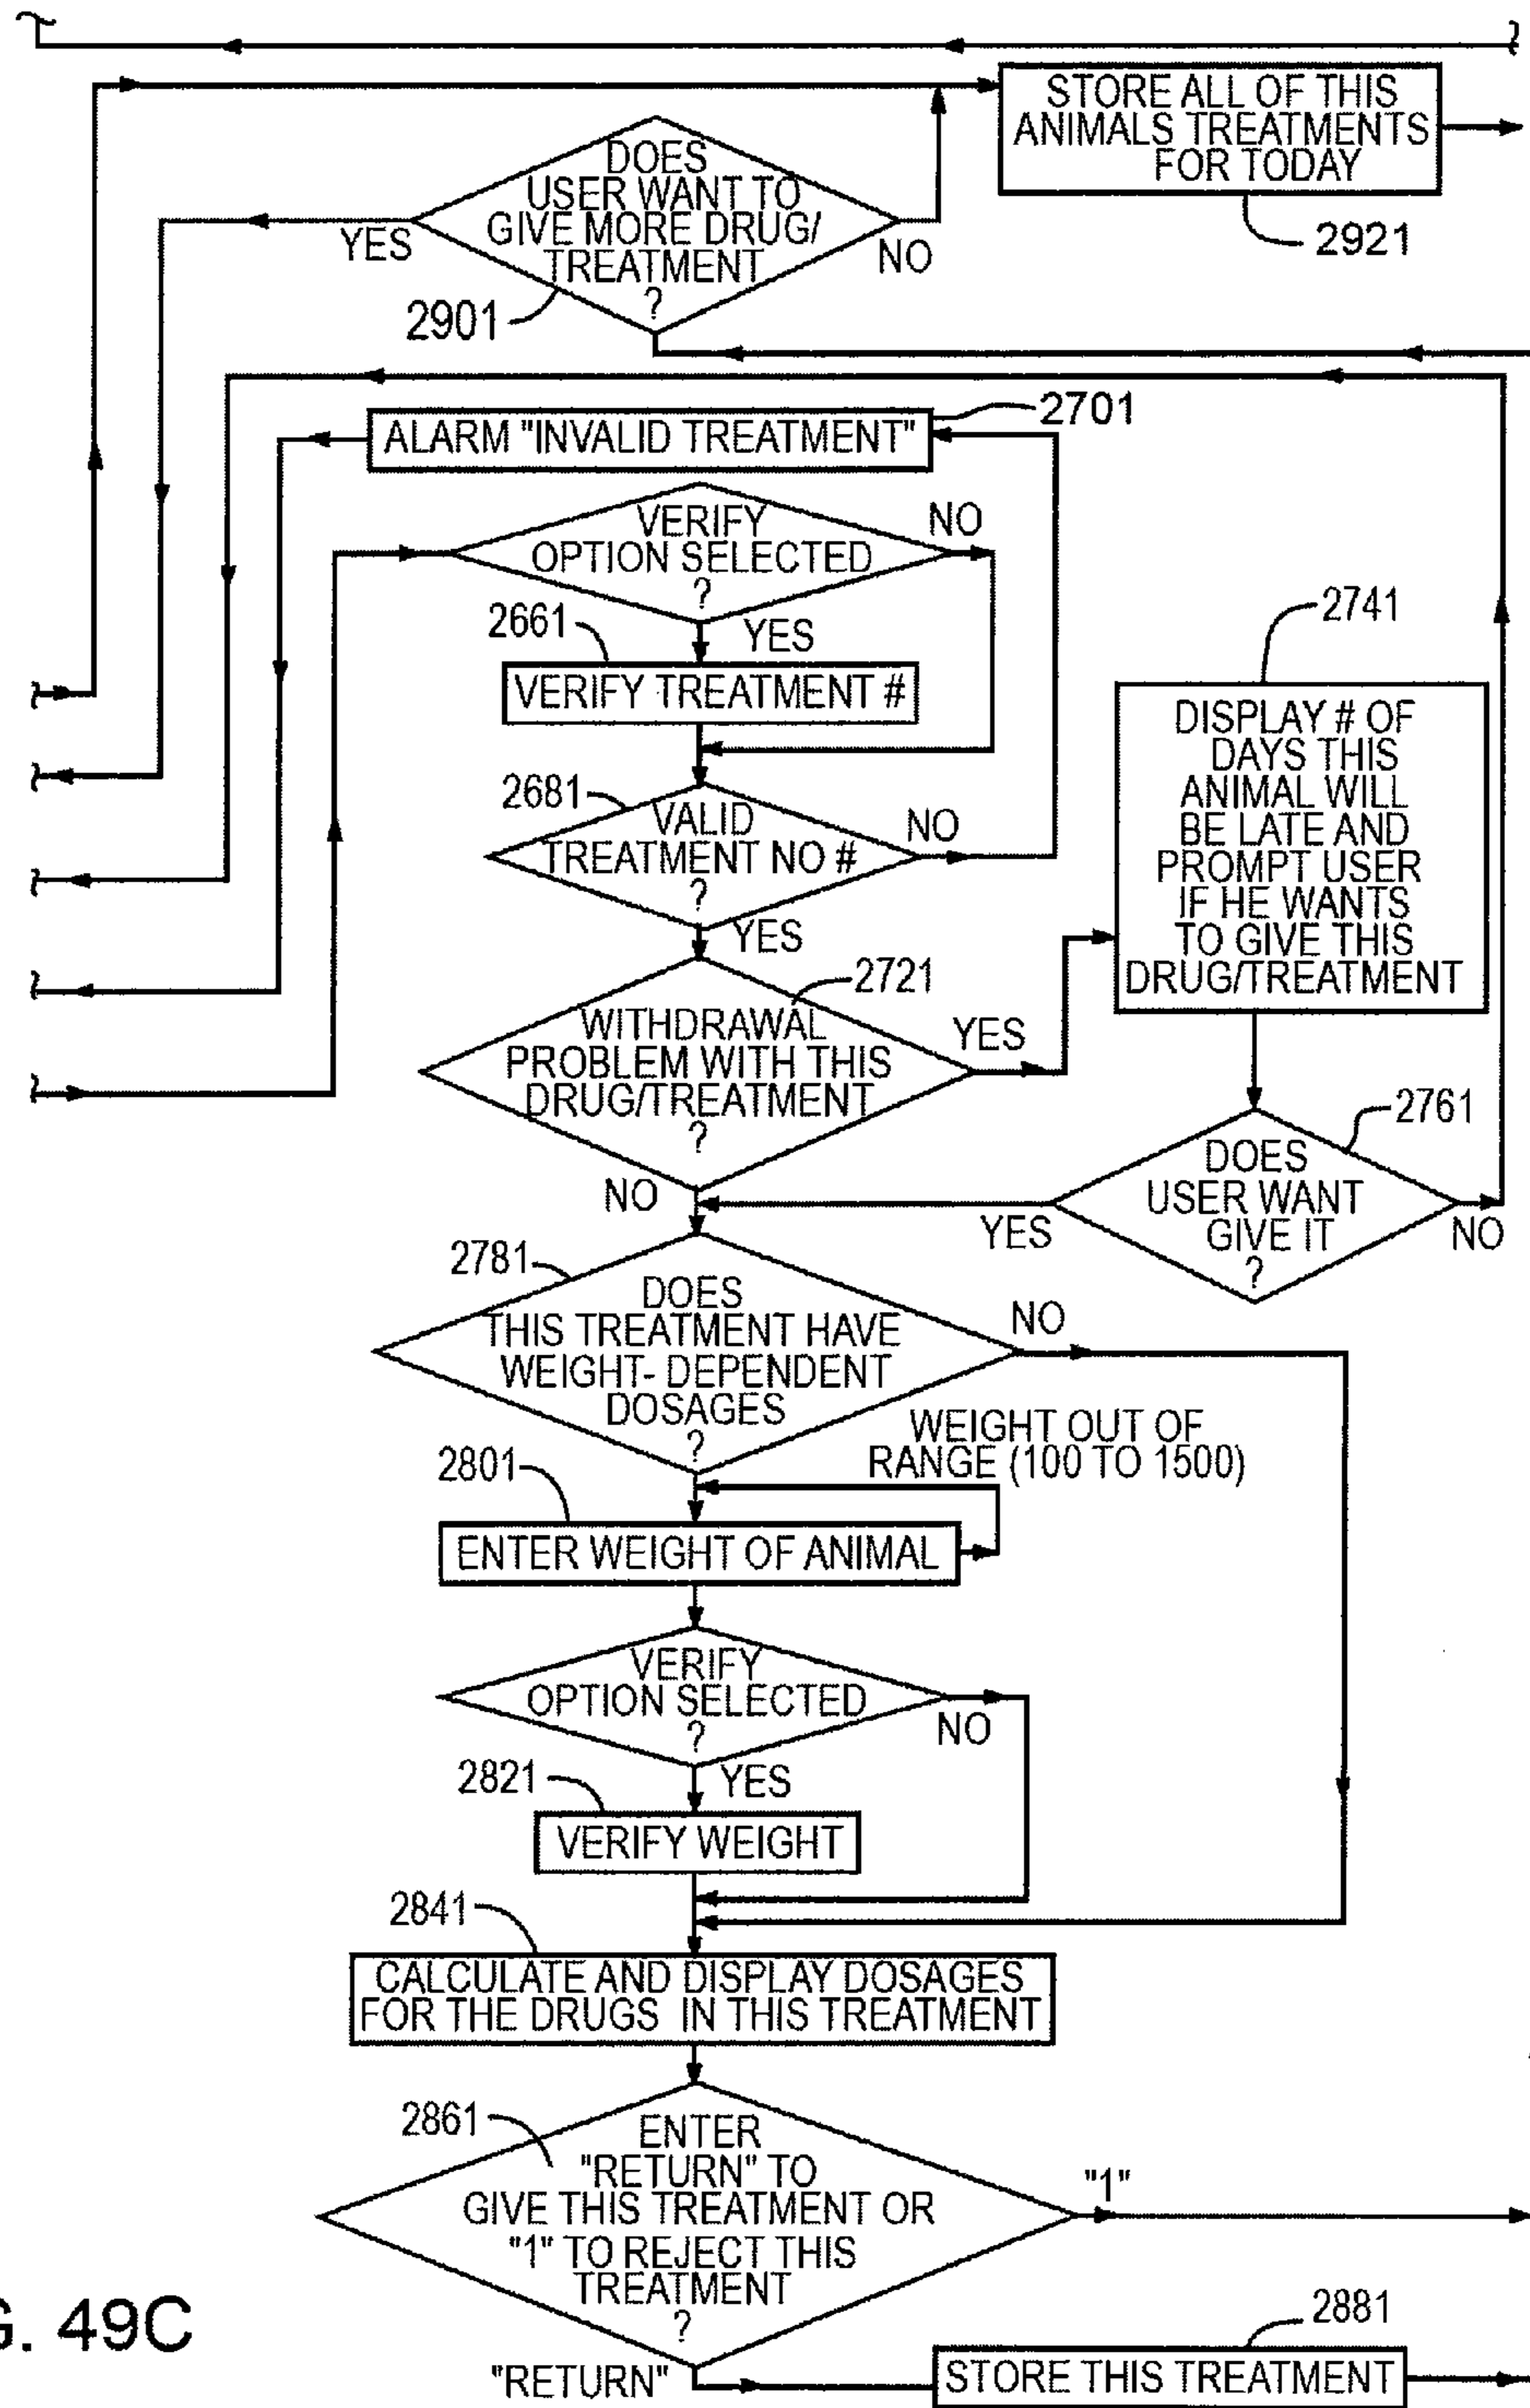 STORE ALL OF THIS
ANIMALS TREATMENTS
FOR TODAY
2921
DOES
USER WANT TO
GIVE MORE DRUG/
TREATMENT
?
YES
NO
2901
2701
ALARM "INVALID TREATMENT"
VERIFY
OPTION SELECTED
?
NO
YES
2661
VERIFY TREATMENT #
2681
VALID
TREATMENT NO #
?
NO
YES
2741
DISPLAY # OF
DAYS THIS
ANIMAL WILL
BE LATE AND
PROMPT USER
IF HE WANTS
TO GIVE THIS
DRUG/TREATMENT
2721
WITHDRAWAL
PROBLEM WITH THIS
DRUG/TREATMENT
?
YES
NO
2761
DOES
USER WANT
GIVE IT
?
YES
NO
2781
DOES
THIS TREATMENT HAVE
WEIGHT- DEPENDENT
DOSAGES
?
NO
WEIGHT OUT OF
RANGE (100 TO 1500)
2801
ENTER WEIGHT OF ANIMAL
VERIFY
OPTION SELECTED
?
NO
YES
2821
VERIFY WEIGHT
2841
CALCULATE AND DISPLAY DOSAGES
FOR THE DRUGS IN THIS TREATMENT
2861
ENTER
"RETURN" TO
GIVE THIS TREATMENT OR
"1" TO REJECT THIS
TREATMENT
?
"1"
"RETURN"
2881
STORE THIS TREATMENT
G. 49C